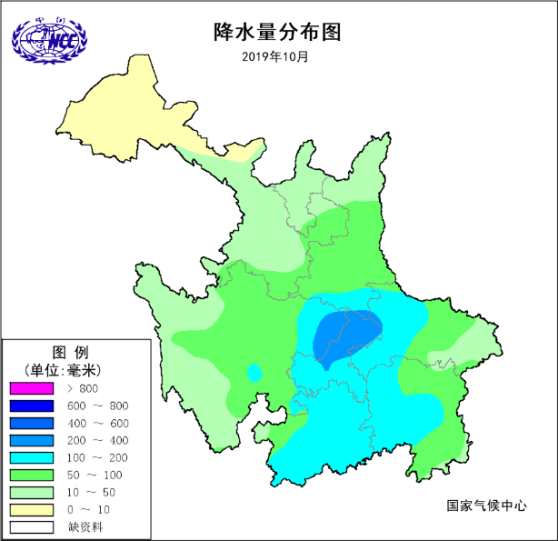 中国
NCC
降水量分布图
2019年10月
图 例
(单位:毫米)
> 800
600 ～ 800
400 ～ 600
200 ～ 400
100 ～ 200
50 ～ 100
10 ～ 50
0 ～ 10
缺资料
国家气候中心